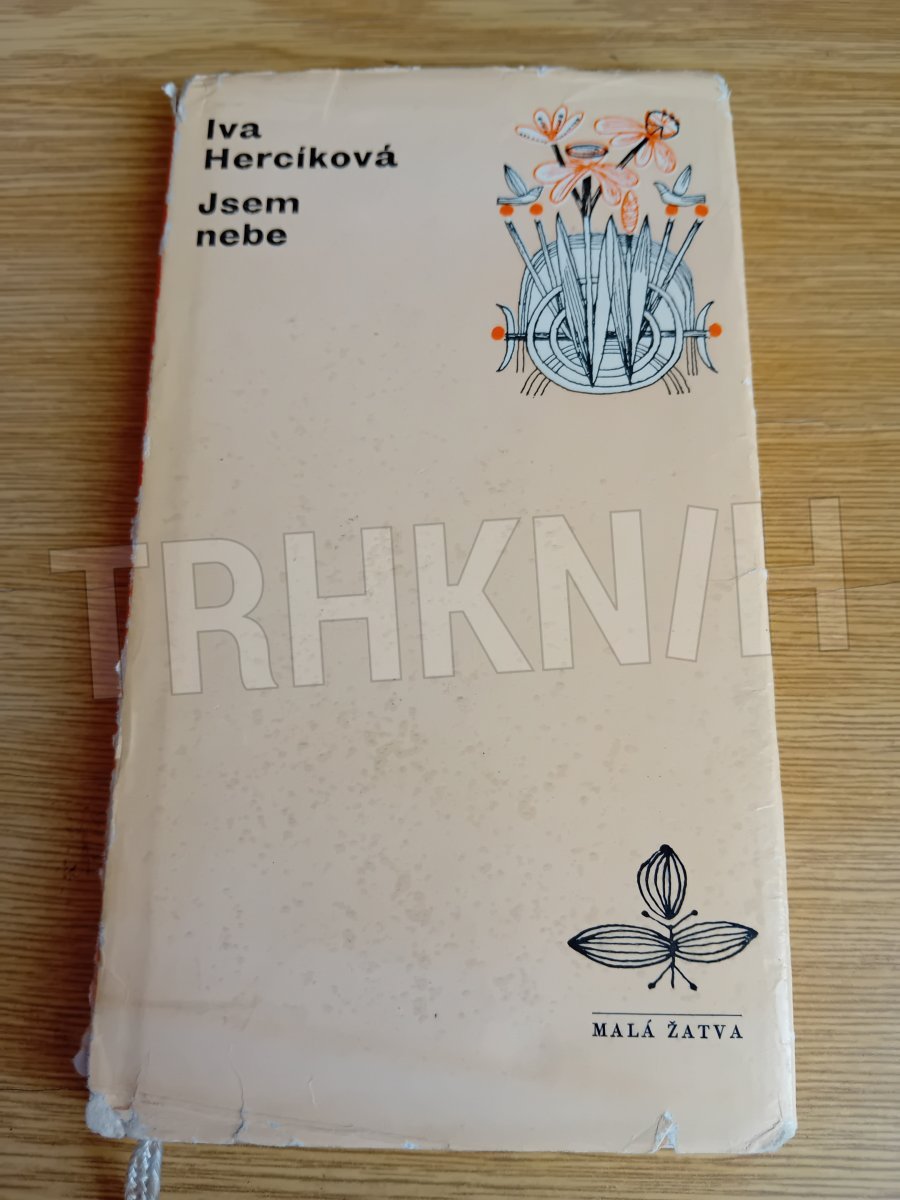 Iva
Hercíková
Jsem
nebe
TRHKNIH
MALÁ ŽATVA